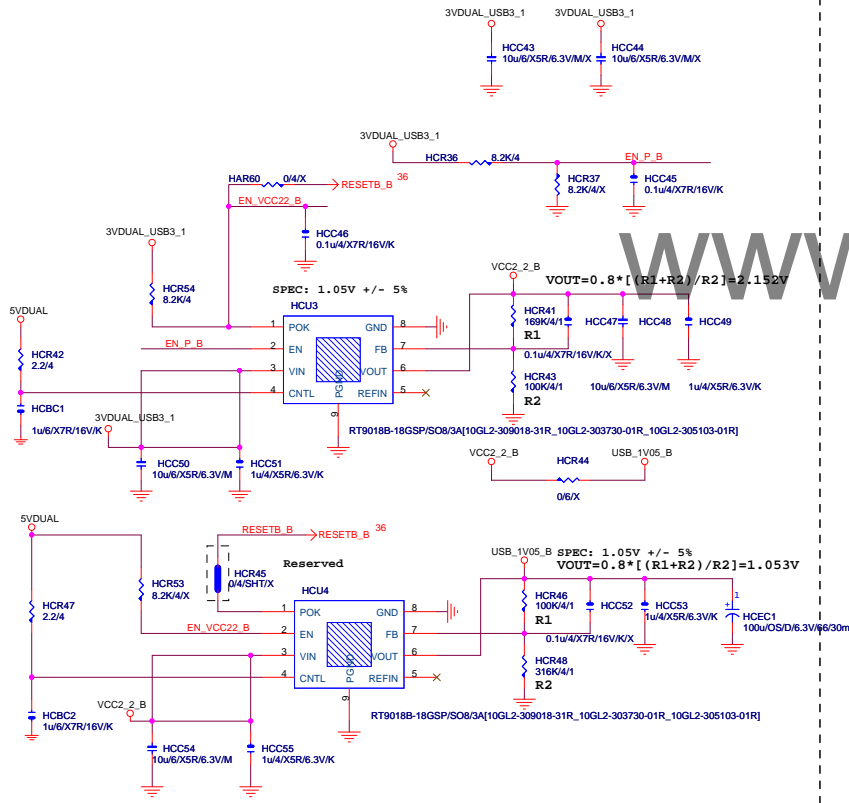 3VDUAL_USB3_1
3VDUAL_USB3_1
HCC43
10u/6/X5R/6.3V/M/X
HCC44
10u/6/X5R/6.3V/M/X
3VDUAL_USB3_1
HCR36
8.2K/4
EN_P_B
HCR37
8.2K/4/X
HCC45
0.1u/4/X7R/16V/K
HAR60
0/4/X
RESETB_B
36
EN_VCC22_B
HCC46
0.1u/4/X7R/16V/K
3VDUAL_USB3_1
HCR54
8.2K/4
SPEC: 1.05V +/- 5%
HCU3
WWW
VCC2_2_B
VOUT=0.8*[(R1+R2)/R2]=2.152V
5VDUAL
HCR42
2.2/4
EN_P_B
1
POK
GND
8
2
EN
FB
7
3
VIN
VOUT
6
4
CNTL
REFIN
5
PGND
9
HCR41
169K/4/1
R1
HCC47
0.1u/4/X7R/16V/K/X
HCC48
10u/6/X5R/6.3V/M
HCC49
1u/4/X5R/6.3V/K
HCR43
100K/4/1
R2
HCBC1
1u/6/X7R/16V/K
3VDUAL_USB3_1
RT9018B-18GSP/SO8/3A[10GL2-309018-31R_10GL2-303730-01R_10GL2-305103-01R]
HCC50
10u/6/X5R/6.3V/M
HCC51
1u/4/X5R/6.3V/K
VCC2_2_B
HCR44
0/6/X
USB_1V05_B
5VDUAL
RESETB_B
RESETB_B
36
HCR45
0/4/SHT/X
Reserved
HCU4
HCR53
8.2K/4/X
HCR47
2.2/4
EN_VCC22_B
1
POK
GND
8
2
EN
FB
7
3
VIN
VOUT
6
4
CNTL
REFIN
5
PGND
9
USB_1V05_B
SPEC: 1.05V +/- 5%
VOUT=0.8*[(R1+R2)/R2]=1.053V
HCR46
100K/4/1
R1
HCC52
0.1u/4/X7R/16V/K/X
HCC53
1u/4/X5R/6.3V/K
1
+
HCEC1
100u/OS/D/6.3V/66/30m
HCR48
316K/4/1
R2
HCBC2
1u/6/X7R/16V/K
VCC2_2_B
RT9018B-18GSP/SO8/3A[10GL2-309018-31R_10GL2-303730-01R_10GL2-305103-01R]
HCC54
10u/6/X5R/6.3V/M
HCC55
1u/4/X5R/6.3V/K